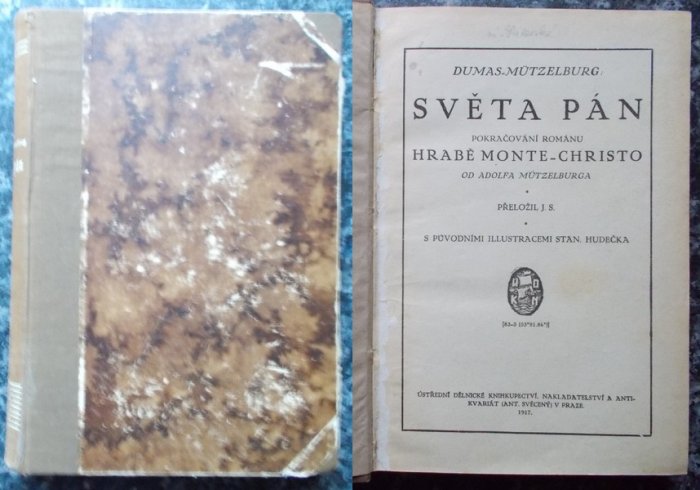 DUMAS-MÜTZELBURG:
SVĚTA PÁN
POKRAČOVÁNÍ ROMÁNU
HRABĚ MONTE-CHRISTO
OD ADOLFA MÜTZELBURGA
PŘELOŽIL J. S.
S PŮVODNÍMI ILLUSTRACEMI STAN. HUDEČKA
ÚSTŘEDNÍ DĚLNICKÉ KNIHKUPECTVÍ, NAKLADATELSTVÍ A ANTI-
KVARIÁT (ANT. SVĚCENÝ) V PRAZE.
1917.